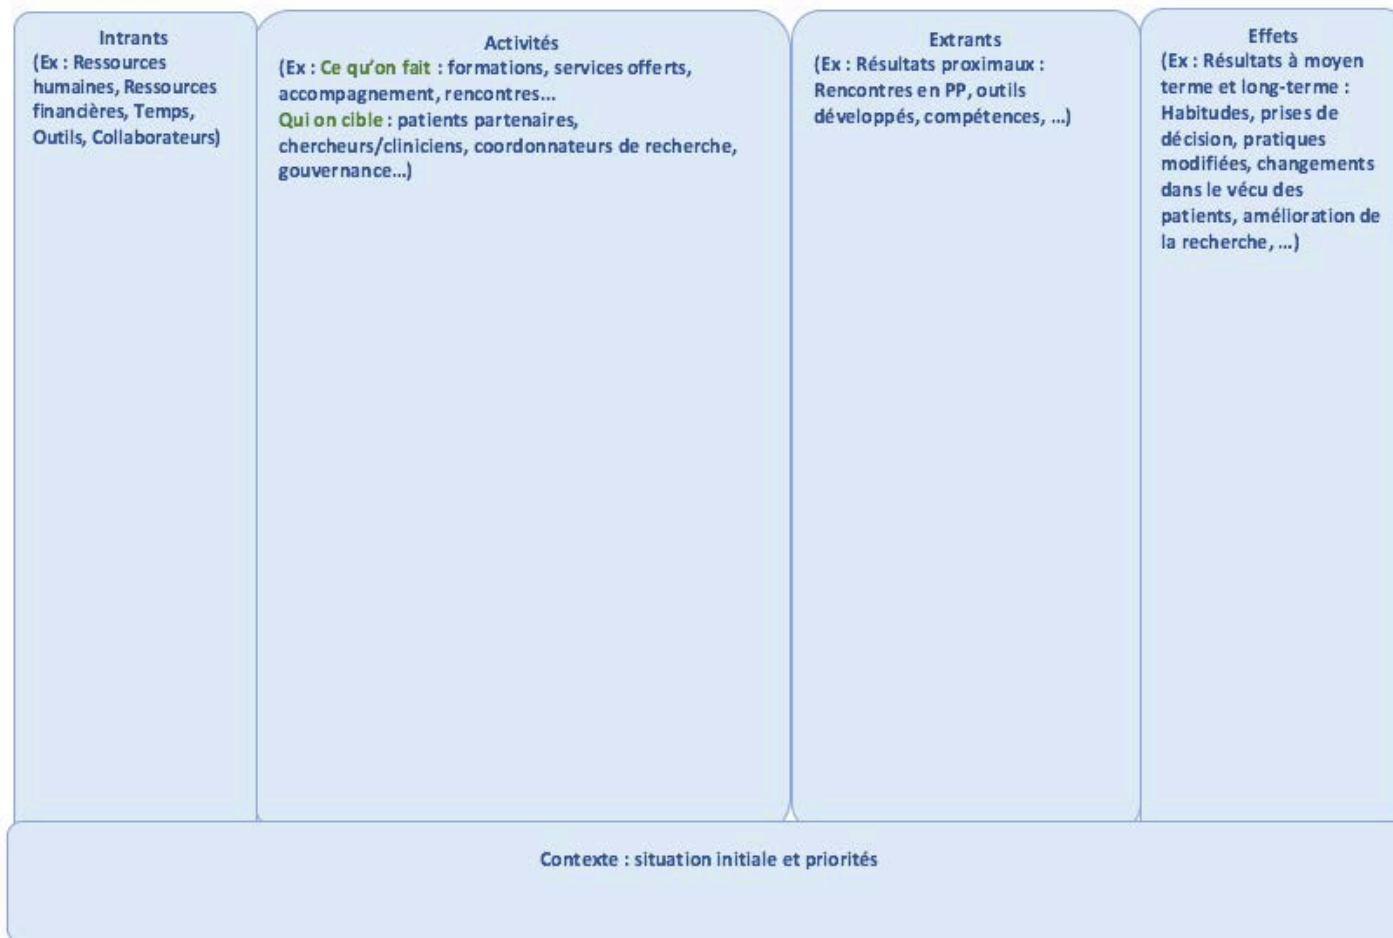 Intrants
(Ex : Ressources
humaines, Ressources
financières, Temps,
Outils, Collaborateurs)
Activités
(Ex : Ce qu'on fait : formations, services offerts,
accompagnement, rencontres...
Qui on cible : patients partenaires,
chercheurs/cliniciens, coordonnateurs de recherche,
gouvernance...)
Extrants
(Ex : Résultats proximaux :
Rencontres en PP, outils
développés, compétences, ...)
Effets
(Ex : Résultats à moyen
terme et long-terme :
Habitudes, prises de
décision, pratiques
modifiées, changements
dans le vécu des
patients, amélioration de
la recherche, ...)
Contexte : situation initiale et priorités